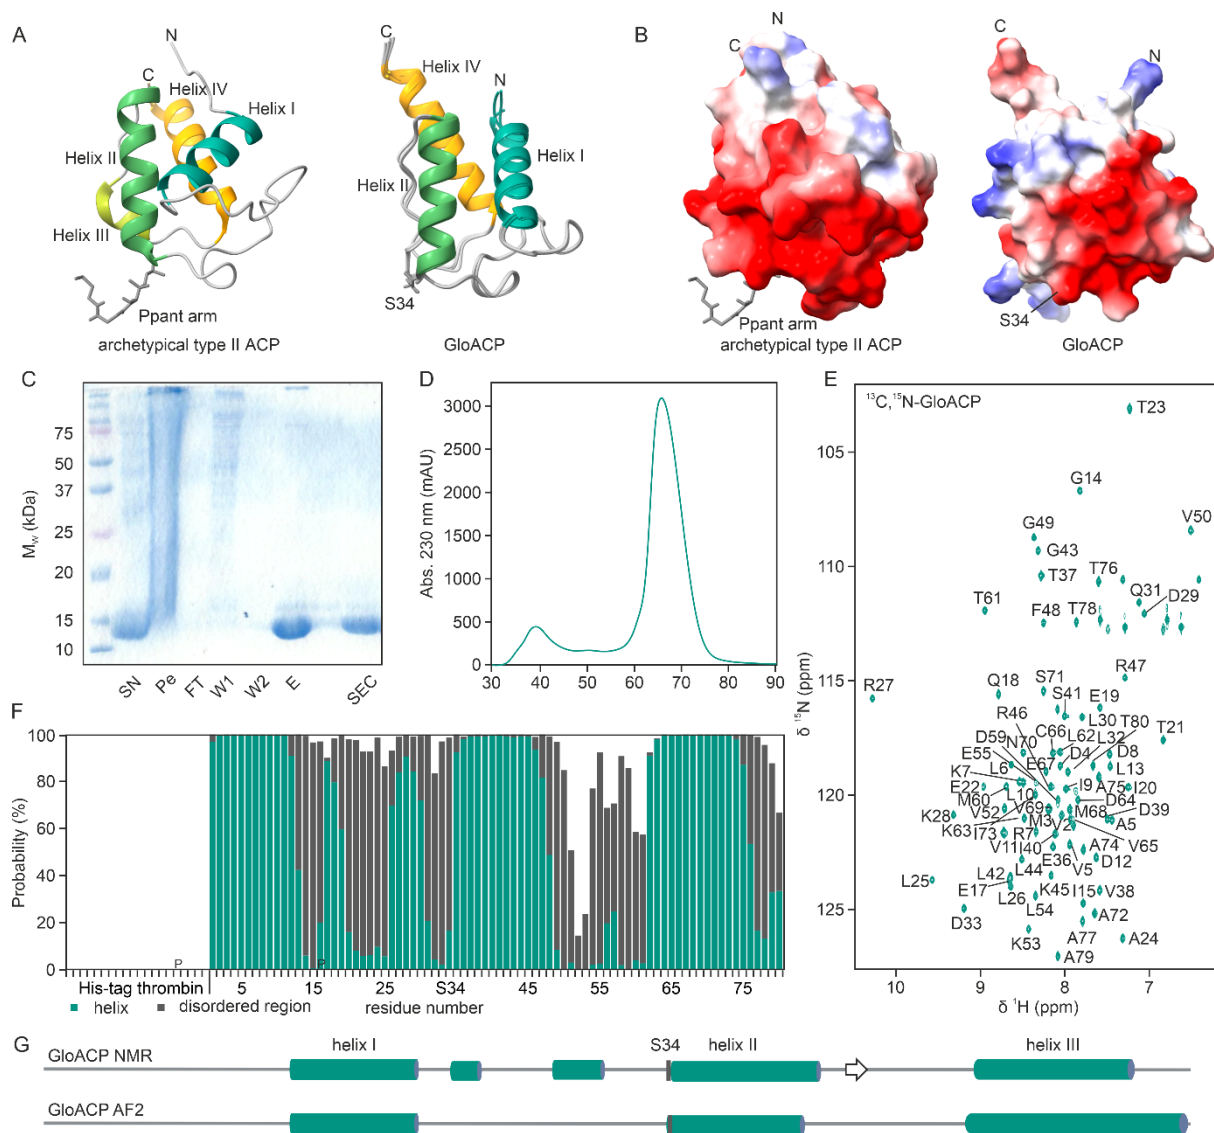 A
N
C
Helix IV
Helix I
Helix II
Helix III
Ppant arm
archetypical type II ACP
C
Helix IV
N
Helix I
Helix II
S34
GloACP
B
N
C
Ppant arm
archetypical type II ACP
N
C
S34
GloACP
C
Mw (kDa)
75
50
37
25
20
15
10
SN Pe FT W1 W2 E SEC
D
Abs. 230 nm (mAU)
3000
2500
2000
1500
1000
500
0
30 40 50 60 70 80 90
E
¹³C,¹⁵N-GloACP
δ ¹⁵N (ppm)
105
110
115
120
125
10 9 8 7
δ ¹H (ppm)
T23
G14
V50
G49
G43
T37
T76
Q31
D29
T61
F48
T78
R47
R27
Q18
S71
S41
E19
R46
L30
T80
T21
D59
N70
C66
L62
L32
E55
L6
E67
D4
D8
L13
K7
I9
A75
I20
E22
L10
M60
D64
D39
V52
V69
M68
K28
M3
V2
A5
K63
I73
R7
V65
V11
I40
A74
E36
V5
D12
L42
L44
K45
I15
V38
L25
E17
L26
L54
D33
A72
K53
A77
A24
A79
F
Probability (%)
100
80
60
40
20
0
P
P
His-tag thrombin 5 15 25 S34 45 55 65 75
helix
disordered region
residue number
G
GloACP NMR
helix I
S34
helix II
helix III
GloACP AF2